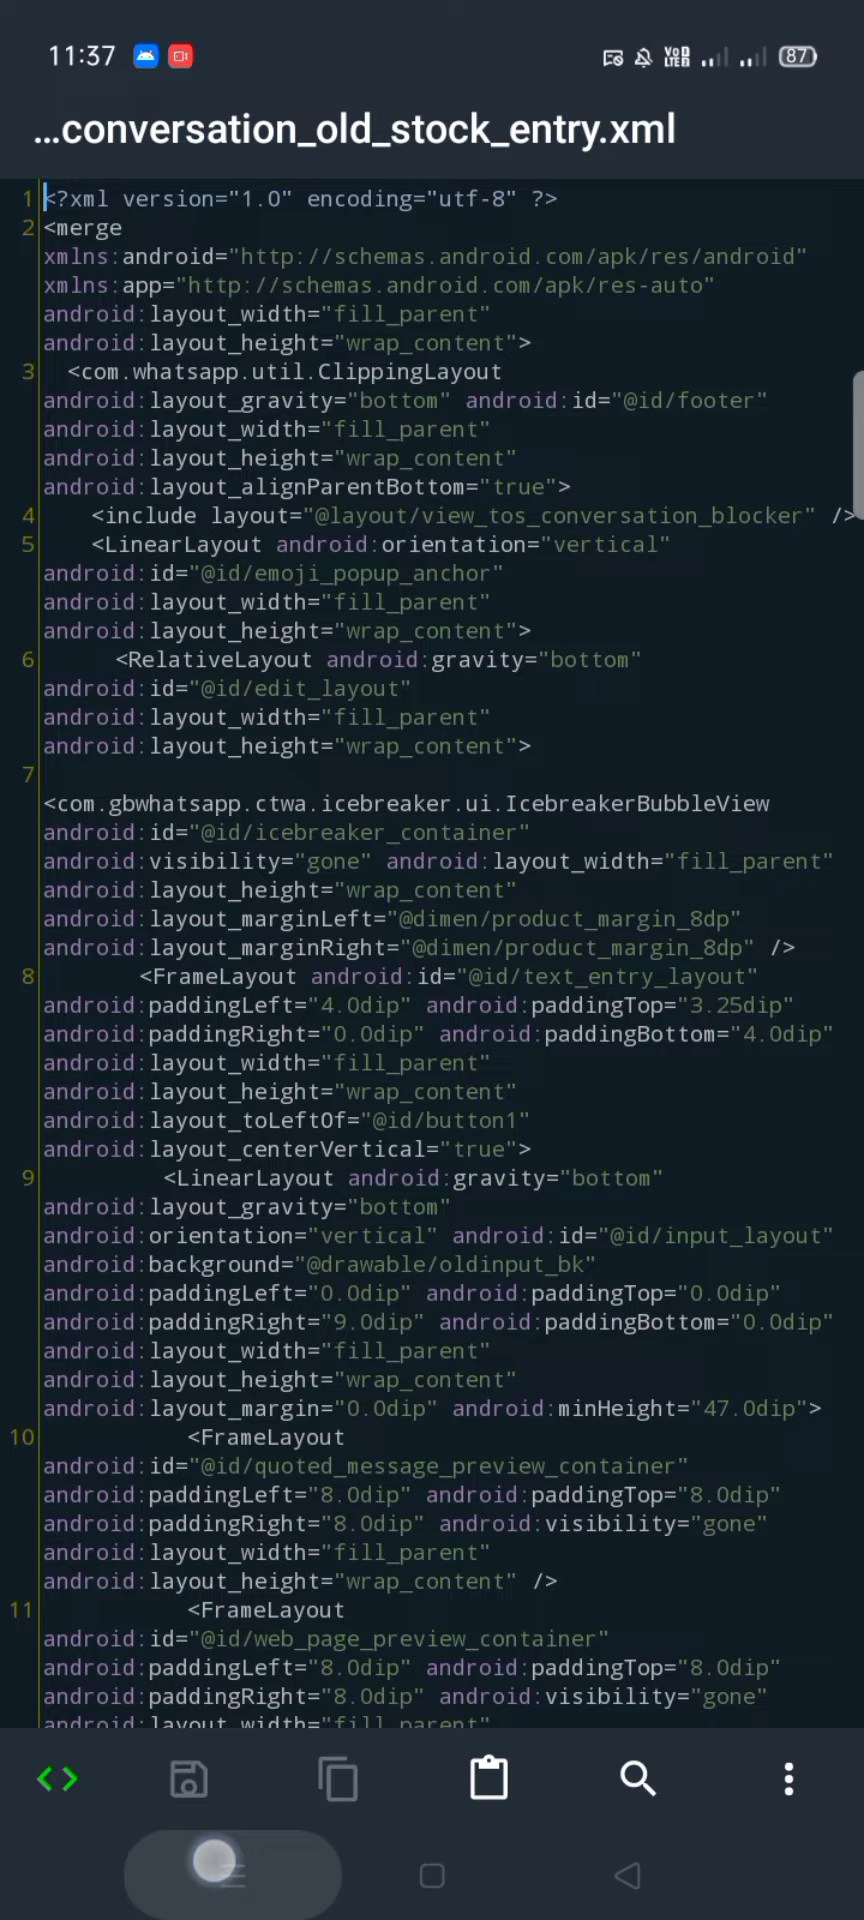 11:37
VoD LTE2
87
...conversation_old_stock_entry.xml
1 <?xml version="1.0" encoding="utf-8" ?>
2 <merge
xmlns:android="http://schemas.android.com/apk/res/android"
xmlns:app="http://schemas.android.com/apk/res-auto"
android:layout_width="fill_parent"
android:layout_height="wrap_content">
3 <com.whatsapp.util.ClippingLayout
android:layout_gravity="bottom" android:id="@id/footer"
android:layout_width="fill_parent"
android:layout_height="wrap_content"
android:layout_alignParentBottom="true">
4 <include layout="@layout/view_tos_conversation_blocker" />
5 <LinearLayout android:orientation="vertical"
android:id="@id/emoji_popup_anchor"
android:layout_width="fill_parent"
android:layout_height="wrap_content">
6 <RelativeLayout android:gravity="bottom"
android:id="@id/edit_layout"
android:layout_width="fill_parent"
android:layout_height="wrap_content">
7
<com.gbwhatsapp.ctwa.icebreaker.ui.IcebreakerBubbleView
android:id="@id/icebreaker_container"
android:visibility="gone" android:layout_width="fill_parent"
android:layout_height="wrap_content"
android:layout_marginLeft="@dimen/product_margin_8dp"
android:layout_marginRight="@dimen/product_margin_8dp" />
8 <FrameLayout android:id="@id/text_entry_layout"
android:paddingLeft="4.0dip" android:paddingTop="3.25dip"
android:paddingRight="0.0dip" android:paddingBottom="4.0dip"
android:layout_width="fill_parent"
android:layout_height="wrap_content"
android:layout_toLeftOf="@id/button1"
android:layout_centerVertical="true">
9 <LinearLayout android:gravity="bottom"
android:layout_gravity="bottom"
android:orientation="vertical" android:id="@id/input_layout"
android:background="@drawable/oldinput_bk"
android:paddingLeft="0.0dip" android:paddingTop="0.0dip"
android:paddingRight="9.0dip" android:paddingBottom="0.0dip"
android:layout_width="fill_parent"
android:layout_height="wrap_content"
android:layout_margin="0.0dip" android:minHeight="47.0dip">
10 <FrameLayout
android:id="@id/quoted_message_preview_container"
android:paddingLeft="8.0dip" android:paddingTop="8.0dip"
android:paddingRight="8.0dip" android:visibility="gone"
android:layout_width="fill_parent"
android:layout_height="wrap_content" />
11 <FrameLayout
android:id="@id/web_page_preview_container"
android:paddingLeft="8.0dip" android:paddingTop="8.0dip"
android:paddingRight="8.0dip" android:visibility="gone"
android:layout_width="fill_parent"